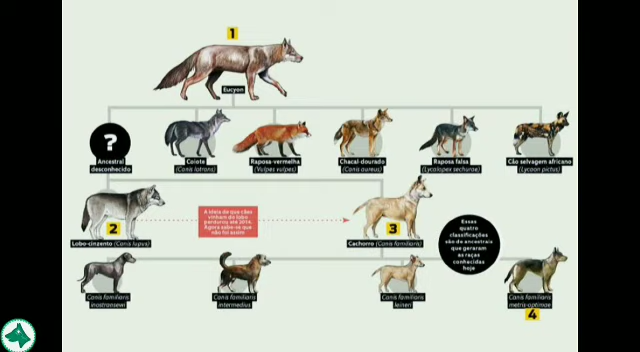 1
Eucyon
?
Ancestral
desconhecido
Coiote
(Canis latrans)
Raposa-vermelha
(Vulpes vulpes)
Chacal-dourado
(Canis aureus)
Raposa falsa
(Lycalopex sechurae)
Cão selvagem africano
(Lycaon pictus)
2
Lobo-cinzento (Canis lupus)
A ideia de que cães
vinham do lobo
perdurou até 2014.
Agora sabe-se que
não foi assim
3
Cachorro (Canis familiaris)
Essas
quatro
classificações
são de ancestrais
que geraram
as raças
conhecidas
hoje
Canis familiaris
inostranzewi
Canis familiaris
intermedius
Canis familiaris
leineri
Canis familiaris
metris-optimae
4